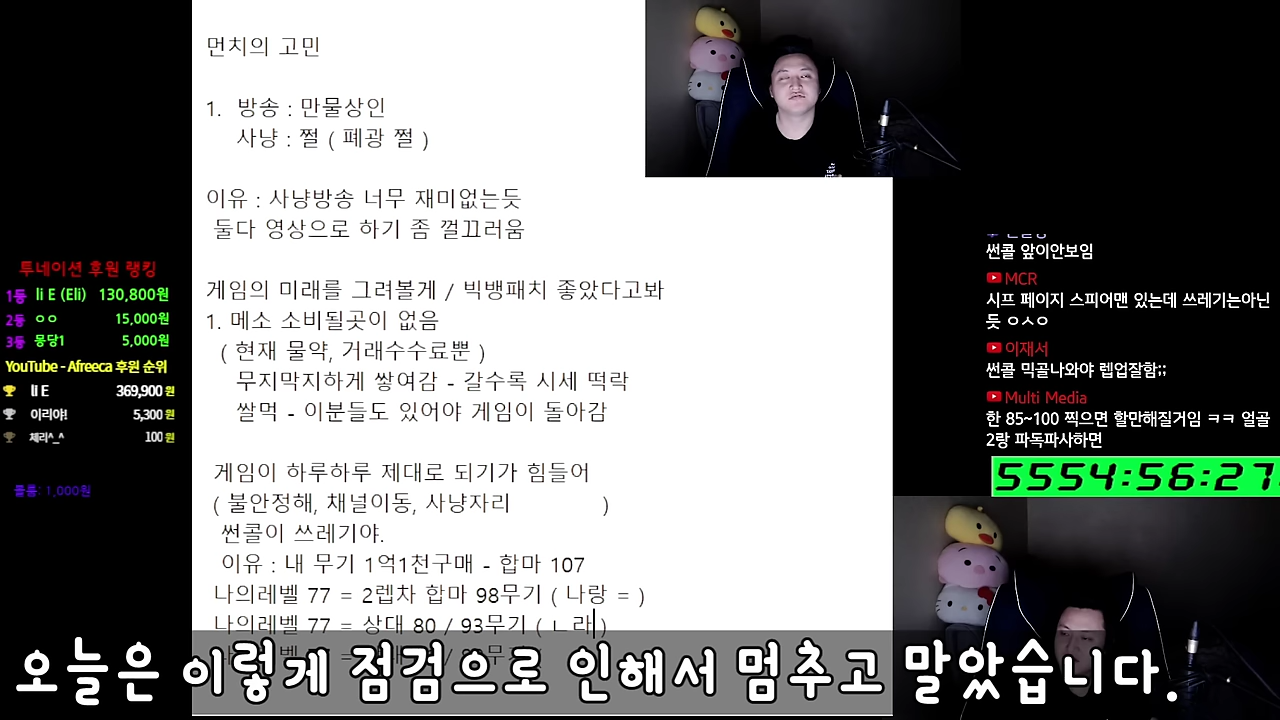 먼치의 고민
1. 방송 : 만물상인
사냥 : 쩔 ( 폐광 쩔 )
이유 : 사냥방송 너무 재미없는듯
둘다 영상으로 하기 좀 껄끄러움
게임의 미래를 그려볼게 / 빅뱅패치 좋았다고봐
1. 메소 소비될곳이 없음
( 현재 물약, 거래수수료뿐 )
무지막지하게 쌓여감 - 갈수록 시세 떡락
쌀먹 - 이분들도 있어야 게임이 돌아감
게임이 하루하루 제대로 되기가 힘들어
( 불안정해, 채널이동, 사냥자리 )
썬콜이 쓰레기야.
이유 : 내 무기 1억1천구매 - 합마 107
나의레벨 77 = 2렙차 합마 98무기 ( 나랑 = )
나의레벨 77 = 상대 80 / 93무기 ( ㄴ라 )
투네이션 후원 랭킹
1등 li E (Eli) 130,800원
2등 ㅇㅇ 15,000원
3등 몽당1 5,000원
YouTube - Afreeca 후원 순위
li E 369,900 원
이리야! 5,300 원
체리^_^ 100 원
1,000원
썬콜 앞이안보임
MCR
시프 페이지 스피어맨 있는데 쓰레기는아닌
듯 ㅇㅅㅇ
이재서
썬콜 믹골나와야 렙업잘함;;
Multi Media
한 85~100 찍으면 할만해질거임 ㅋㅋ 얼골
2랑 파독파사하면
5554:56:27
오늘은 이렇게 점검으로 인해서 멈추고 말았습니다.